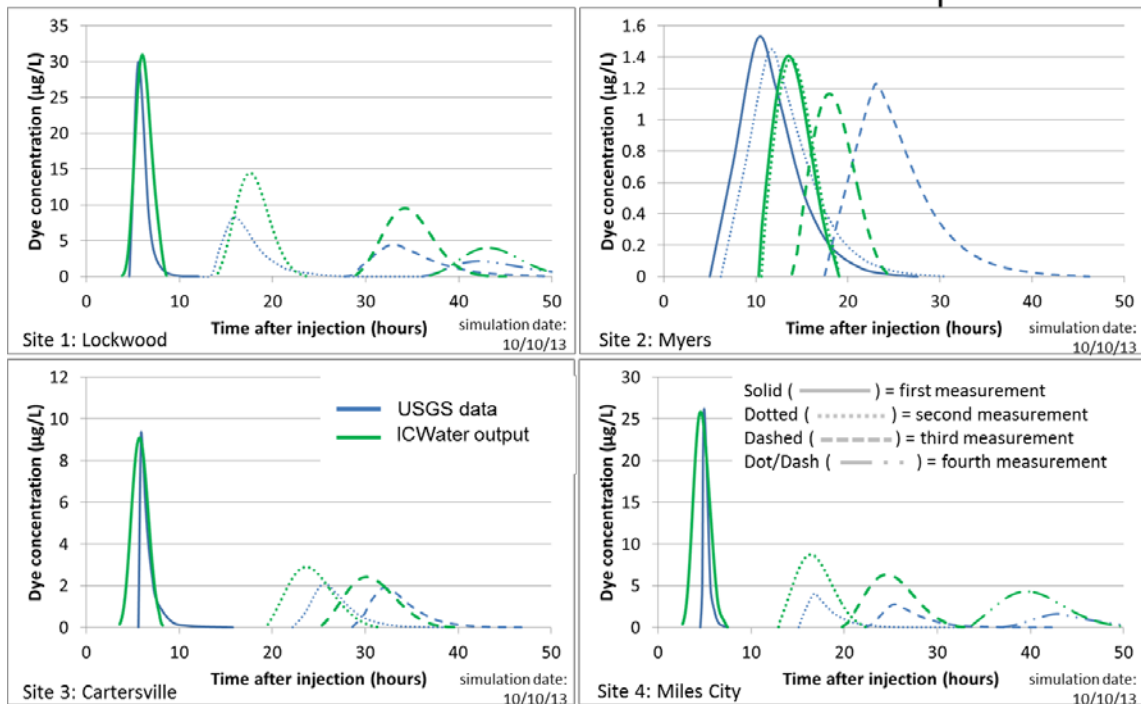 Dye concentration (µg/L)
35
30
25
20
15
10
5
0
0 10 20 30 40 50
Time after injection (hours)
Site 1: Lockwood
simulation date:
10/10/13
Dye concentration (µg/L)
1.6
1.4
1.2
1
0.8
0.6
0.4
0.2
0
0 10 20 30 40 50
Time after injection (hours)
Site 2: Myers
simulation date:
10/10/13
Dye concentration (µg/L)
12
10
8
6
4
2
0
0 10 20 30 40 50
USGS data
ICWater output
Time after injection (hours)
Site 3: Cartersville
simulation date:
10/10/13
Dye concentration (µg/L)
30
25
20
15
10
5
0
0 10 20 30 40 50
Solid ( ) = first measurement
Dotted ( ) = second measurement
Dashed ( ) = third measurement
Dot/Dash ( ) = fourth measurement
Time after injection (hours)
Site 4: Miles City
simulation date:
10/10/13